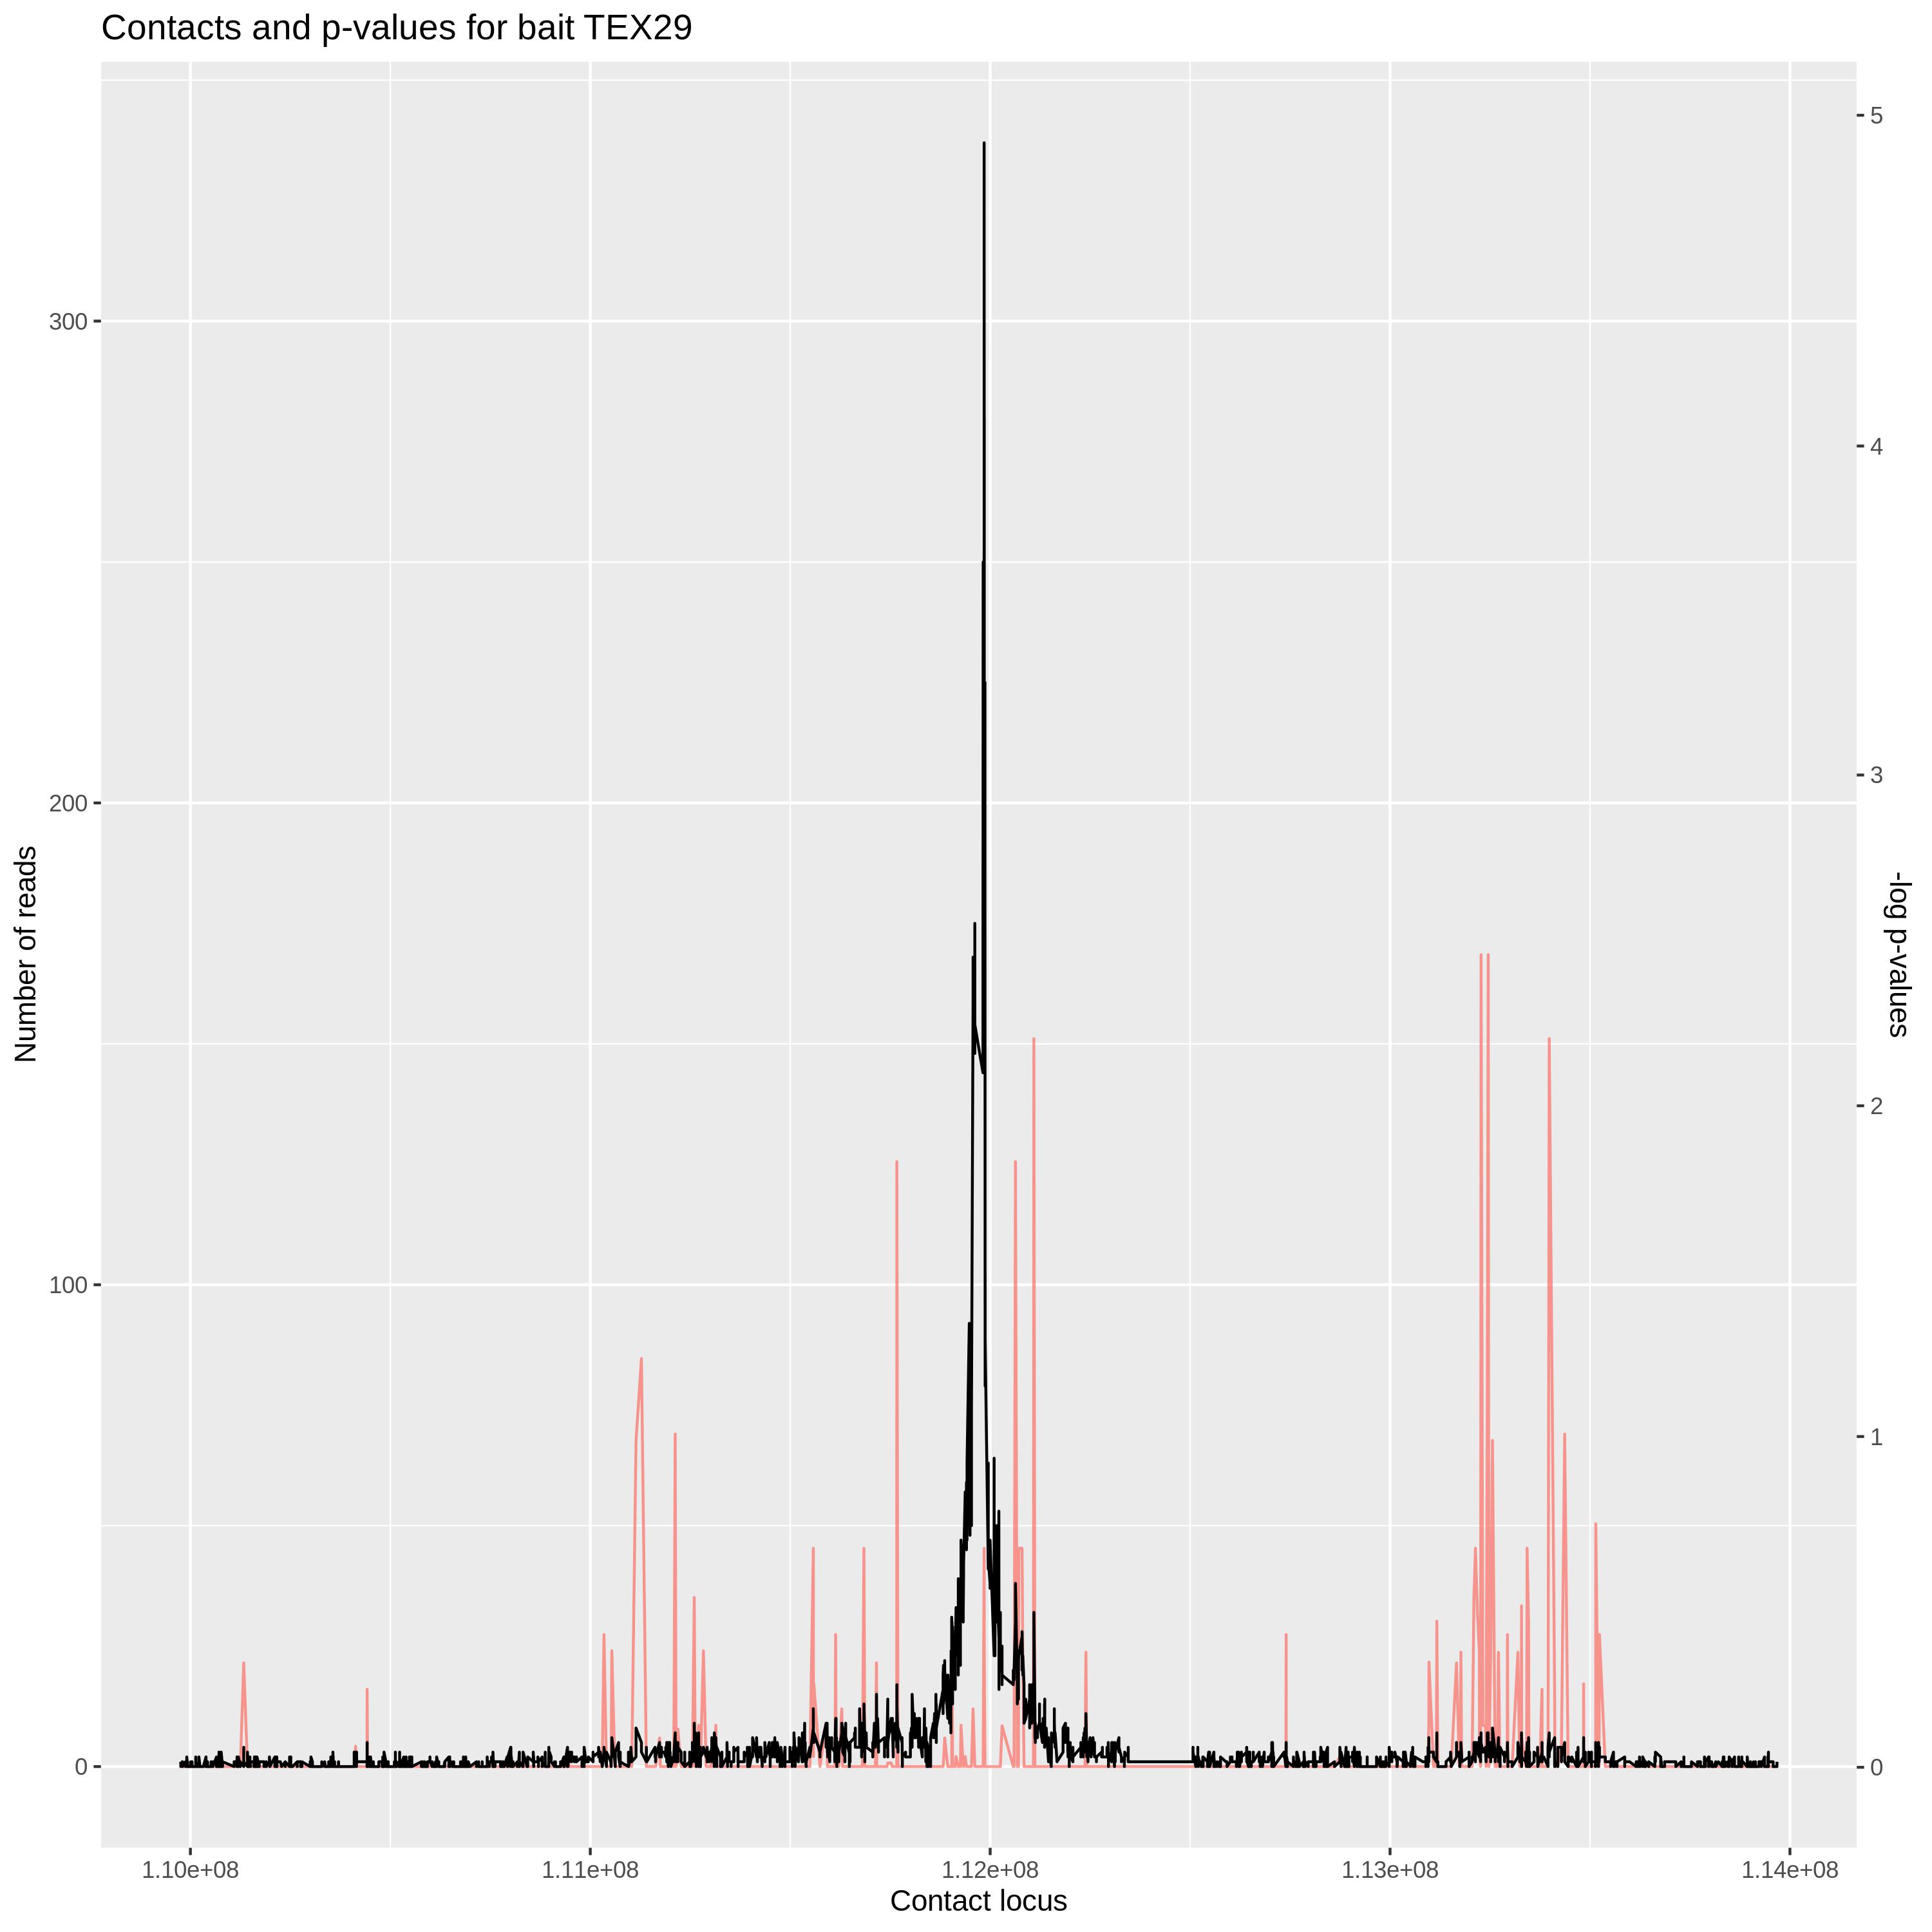 Contacts and p-values for bait TEX29
Number of reads
300
200
100
0
5
4
3
2
1
0
-log p-values
1.10e+08
1.11e+08
1.12e+08
1.13e+08
1.14e+08
Contact locus